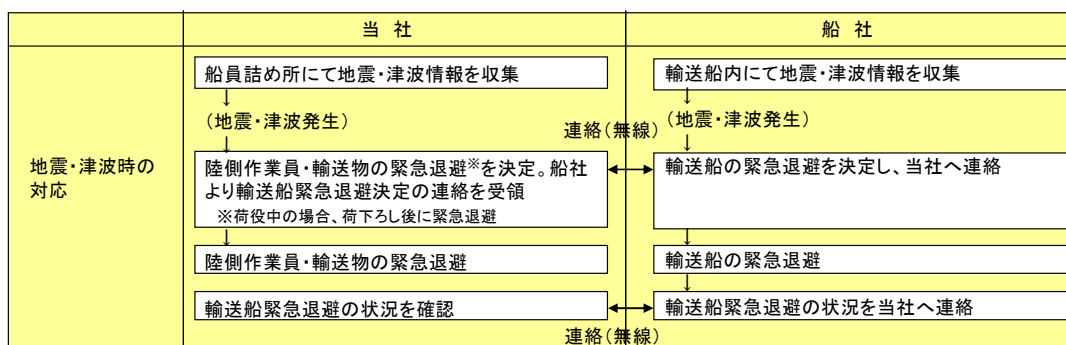 当 社
船 社
地震・津波時の
対応
船員詰め所にて地震・津波情報を収集
↓
(地震・津波発生)
↓
陸側作業員・輸送物の緊急退避※を決定。船社
より輸送船緊急退避決定の連絡を受領
※荷役中の場合、荷下ろし後に緊急退避
↓
陸側作業員・輸送物の緊急退避
輸送船緊急退避の状況を確認
連絡(無線)
輸送船内にて地震・津波情報を収集
↓
(地震・津波発生)
↓
輸送船の緊急退避を決定し、当社へ連絡
↓
輸送船の緊急退避
↓
輸送船緊急退避の状況を当社へ連絡
連絡(無線)